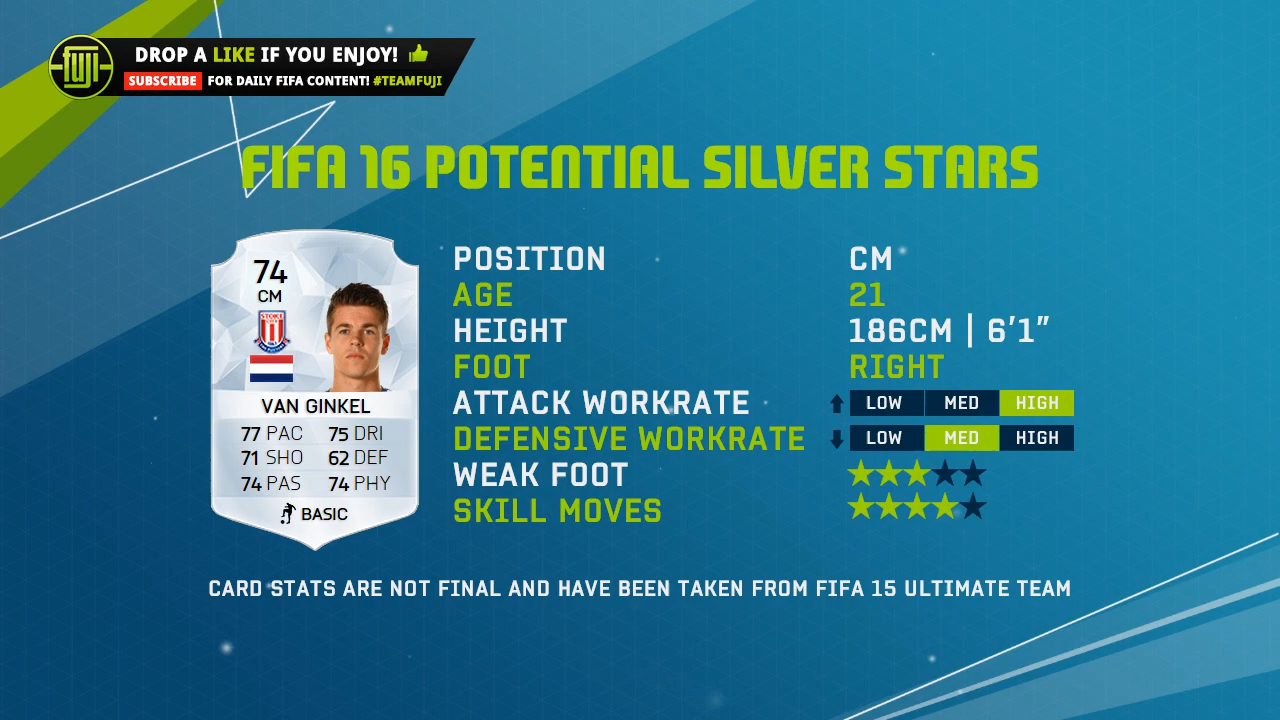 fuji
DROP A LIKE IF YOU ENJOY!
SUBSCRIBE FOR DAILY FIFA CONTENT! #TEAMFUJI
FIFA 16 POTENTIAL SILVER STARS
74
CM
STOKE
VAN GINKEL
77 PAC 75 DRI
71 SHO 62 DEF
74 PAS 74 PHY
BASIC
POSITION CM
AGE 21
HEIGHT 186CM | 6'1"
FOOT RIGHT
ATTACK WORKRATE LOW MED HIGH
DEFENSIVE WORKRATE LOW MED HIGH
WEAK FOOT
SKILL MOVES
CARD STATS ARE NOT FINAL AND HAVE BEEN TAKEN FROM FIFA 15 ULTIMATE TEAM